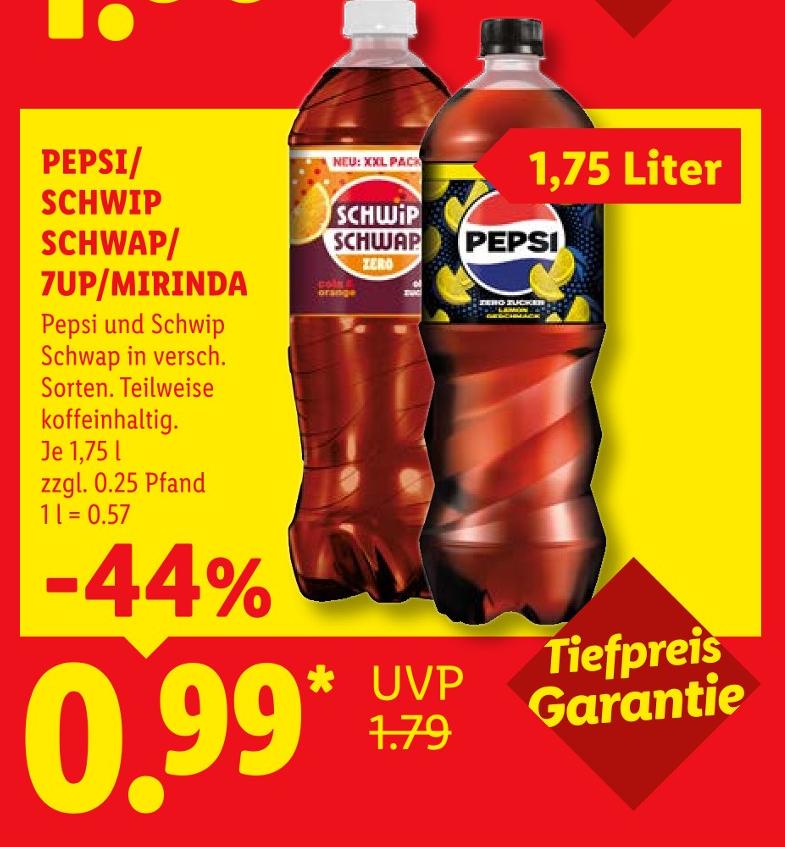 PEPSI/
SCHWIP
SCHWAP/
7UP/MIRINDA
Pepsi und Schwip
Schwap in versch.
Sorten. Teilweise
koffeinhaltig.
Je 1,75 l
zzgl. 0.25 Pfand
1 l = 0.57
-44%
0.99*
UVP
1.79
1,75 Liter
NEU: XXL PACK
SCHWiP
SCHWAP
ZERO
cola &
orange
PEPSI
ZERO ZUCKER
LEMON
GESCHMACK
Tiefpreis
Garantie